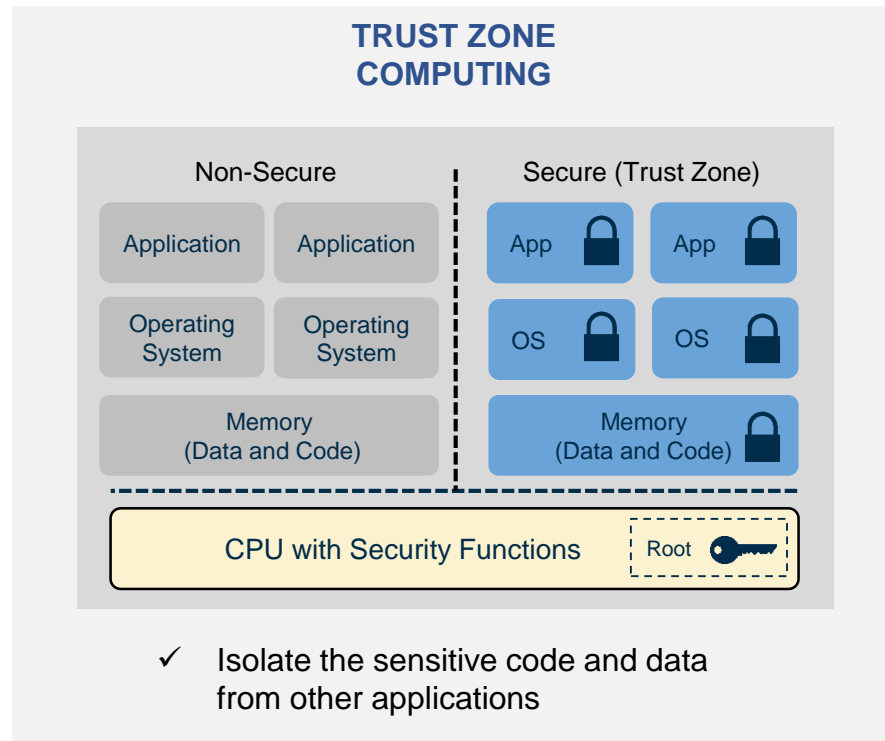 TRUST ZONE
COMPUTING
Non-Secure
Secure (Trust Zone)
Application
Application
App
App
Operating
System
Operating
System
OS
OS
Memory
(Data and Code)
Memory
(Data and Code)
CPU with Security Functions
Root
✓ Isolate the sensitive code and data
from other applications